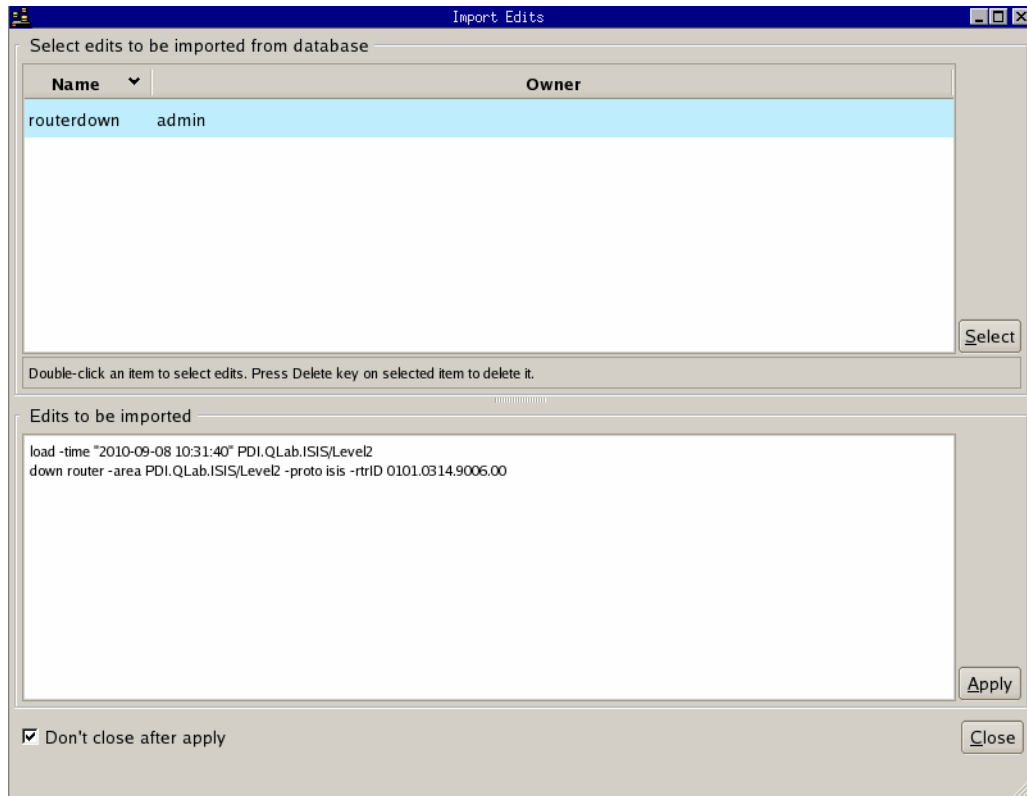 Import Edits
Select edits to be imported from database
Name Owner
routerdown admin
Select
Double-click an item to select edits. Press Delete key on selected item to delete it.
Edits to be imported
load -time "2010-09-08 10:31:40" PDI.QLab.ISIS/Level2
down router -area PDI.QLab.ISIS/Level2 -proto isis -rtrID 0101.0314.9006.00
Apply
Don't close after apply
Close